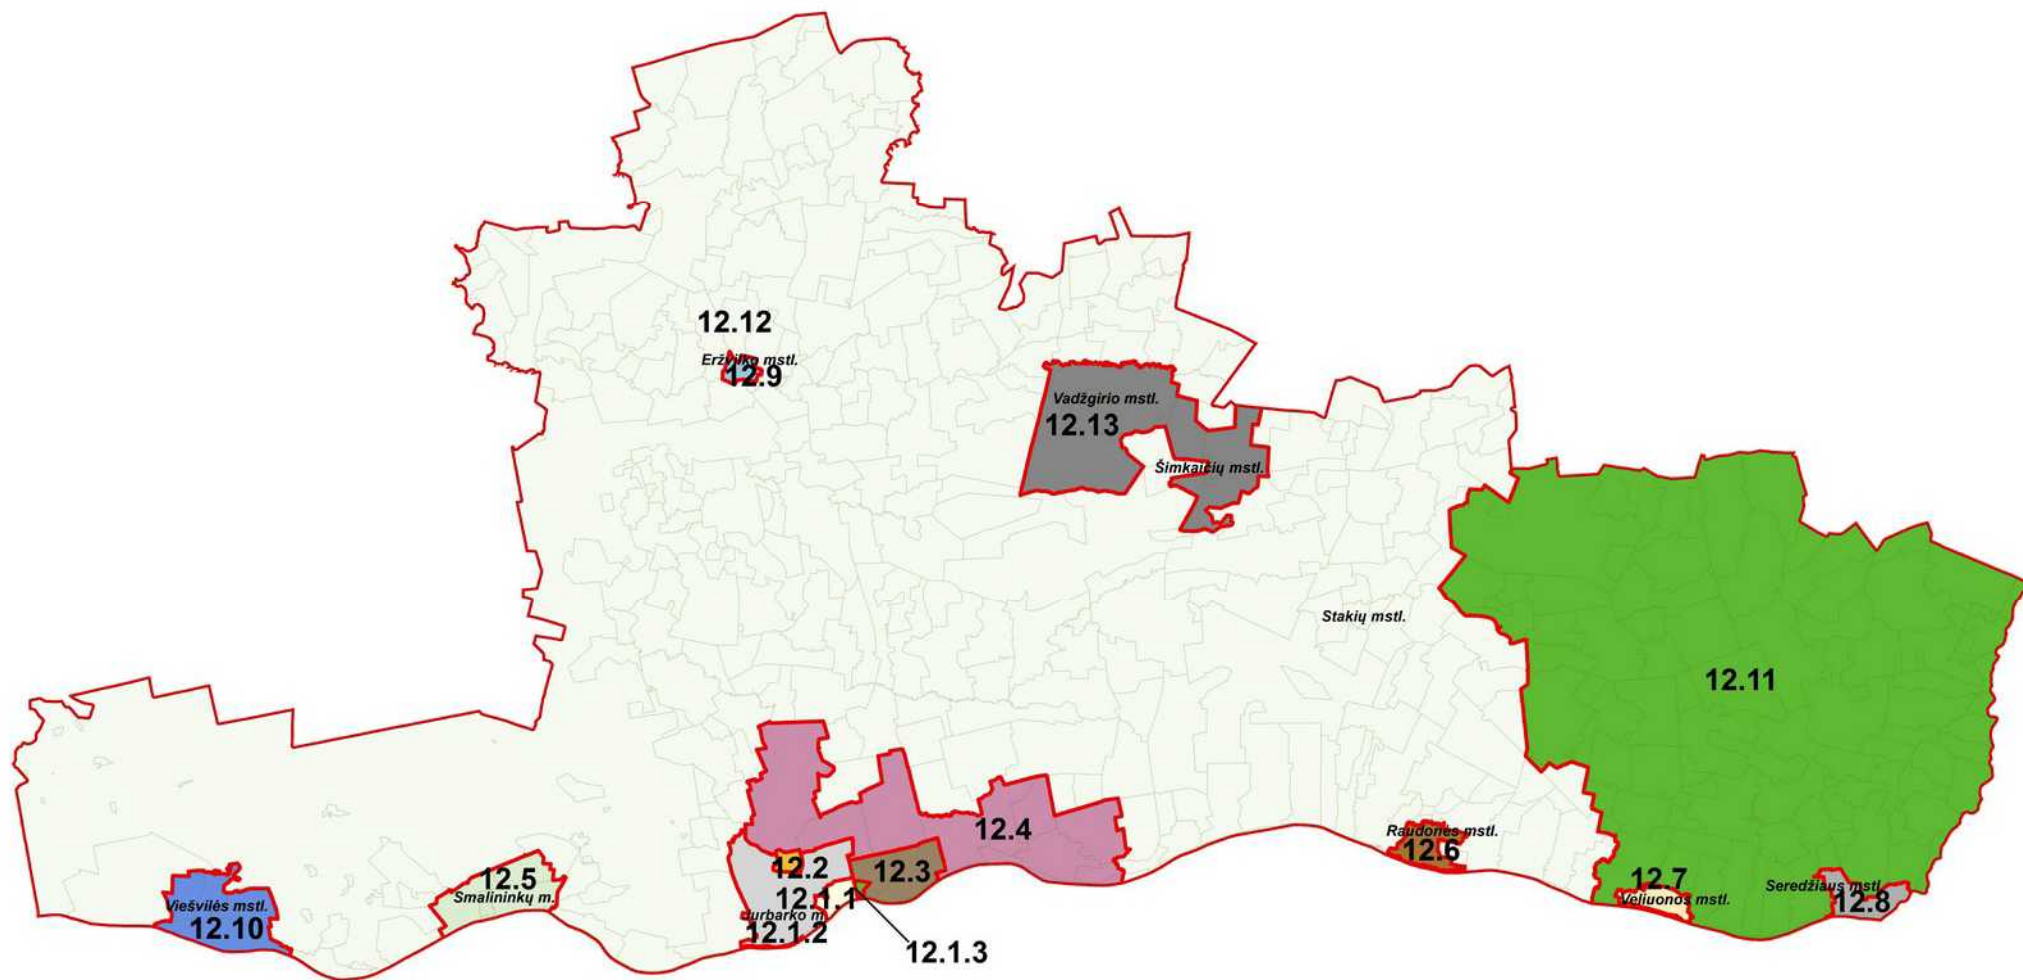 12.12
Eržvilko mstl.
12.9
Vadžgirio mstl.
12.13
Šimkaičių mstl.
Stakių mstl.
12.11
12.4
Raudonės mstl.
12.6
12.2
12.3
12.5
Smalininkų m.
12.7
Veliuonos mstl.
Seredžiaus mstl.
12.8
Viešvilės mstl.
12.10
12.1.1
Jurbarko m.
12.1.2
12.1.3